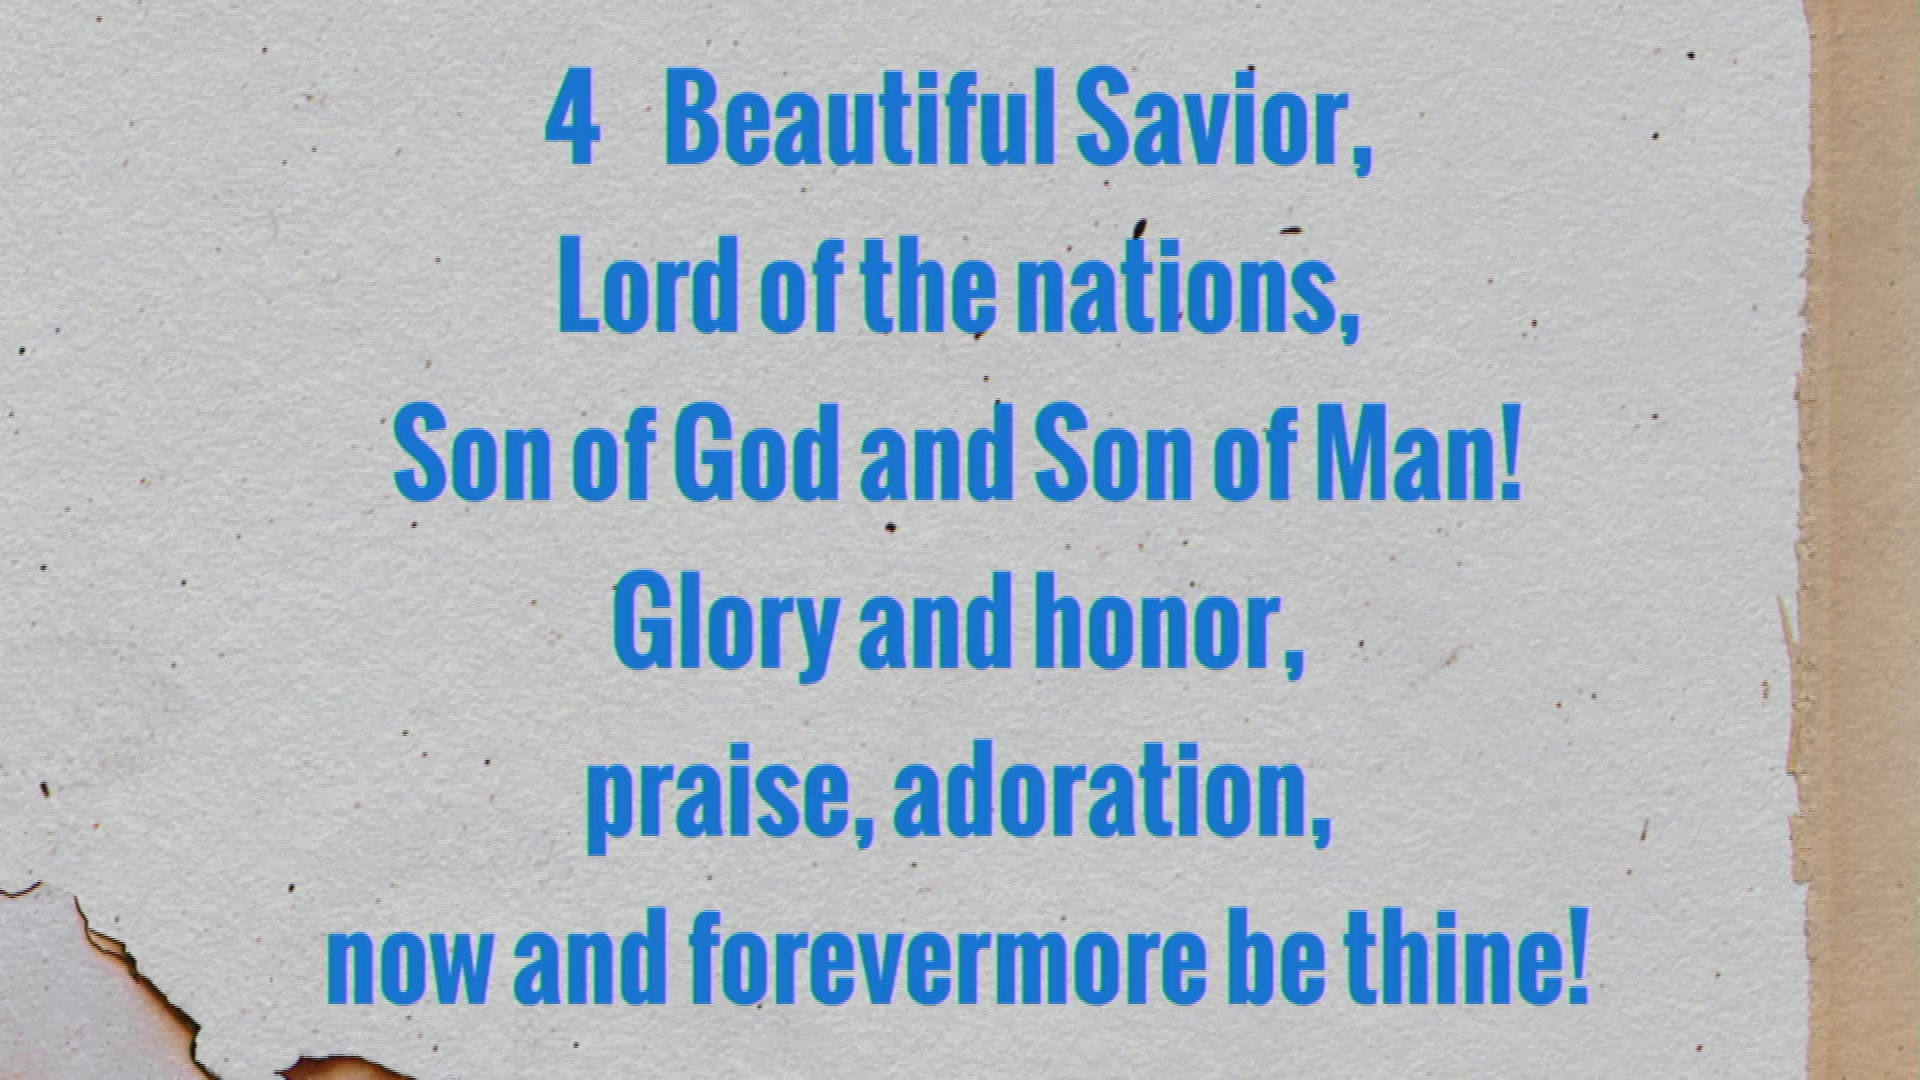 4 Beautiful Savior,
Lord of the nations,
Son of God and Son of Man!
Glory and honor,
praise, adoration,
now and forevermore be thine!